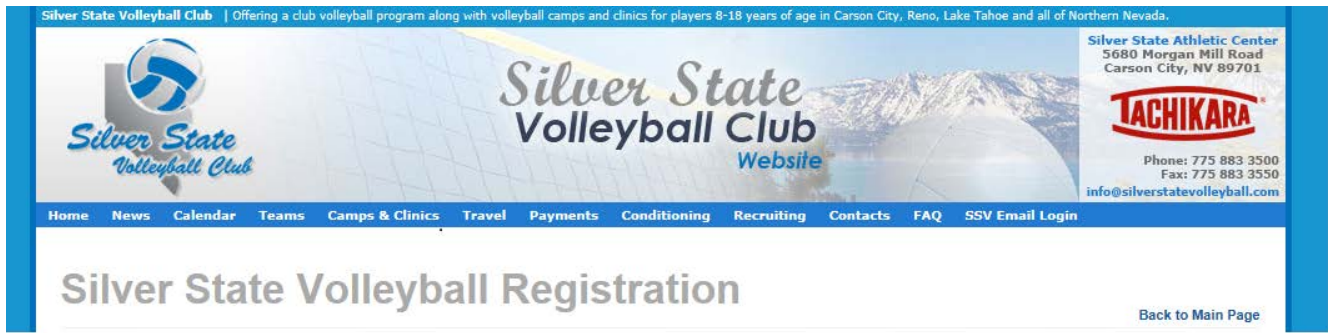 Silver State Volleyball Club | Offering a club volleyball program along with volleyball camps and clinics for players 8-18 years of age in Carson City, Reno, Lake Tahoe and all of Northern Nevada.
Silver State
Volleyball Club
Silver State
Volleyball Club
Website
Silver State Athletic Center
5680 Morgan Mill Road
Carson City, NV 89701
TACHIKARA
Phone: 775 883 3500
Fax: 775 883 3550
info@silverstatevolleyball.com
Home News Calendar Teams Camps & Clinics Travel Payments Conditioning Recruiting Contacts FAQ SSV Email Login
Silver State Volleyball Registration
Back to Main Page